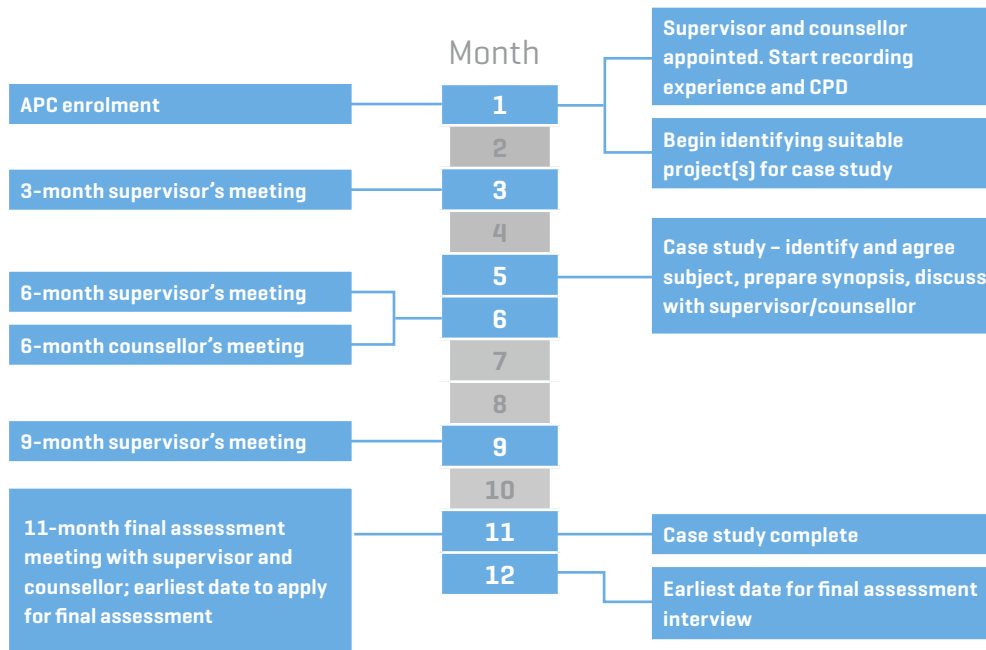 Month
Supervisor and counsellor
appointed. Start recording
experience and CPD
APC enrolment
1
2
Begin identifying suitable
project(s) for case study
3-month supervisor's meeting
3
4
Case study – identify and agree
subject, prepare synopsis, discuss
with supervisor/counsellor
5
6-month supervisor's meeting
6
6-month counsellor's meeting
7
8
9-month supervisor's meeting
9
10
11-month final assessment
meeting with supervisor and
counsellor; earliest date to apply
for final assessment
11
Case study complete
12
Earliest date for final assessment
interview